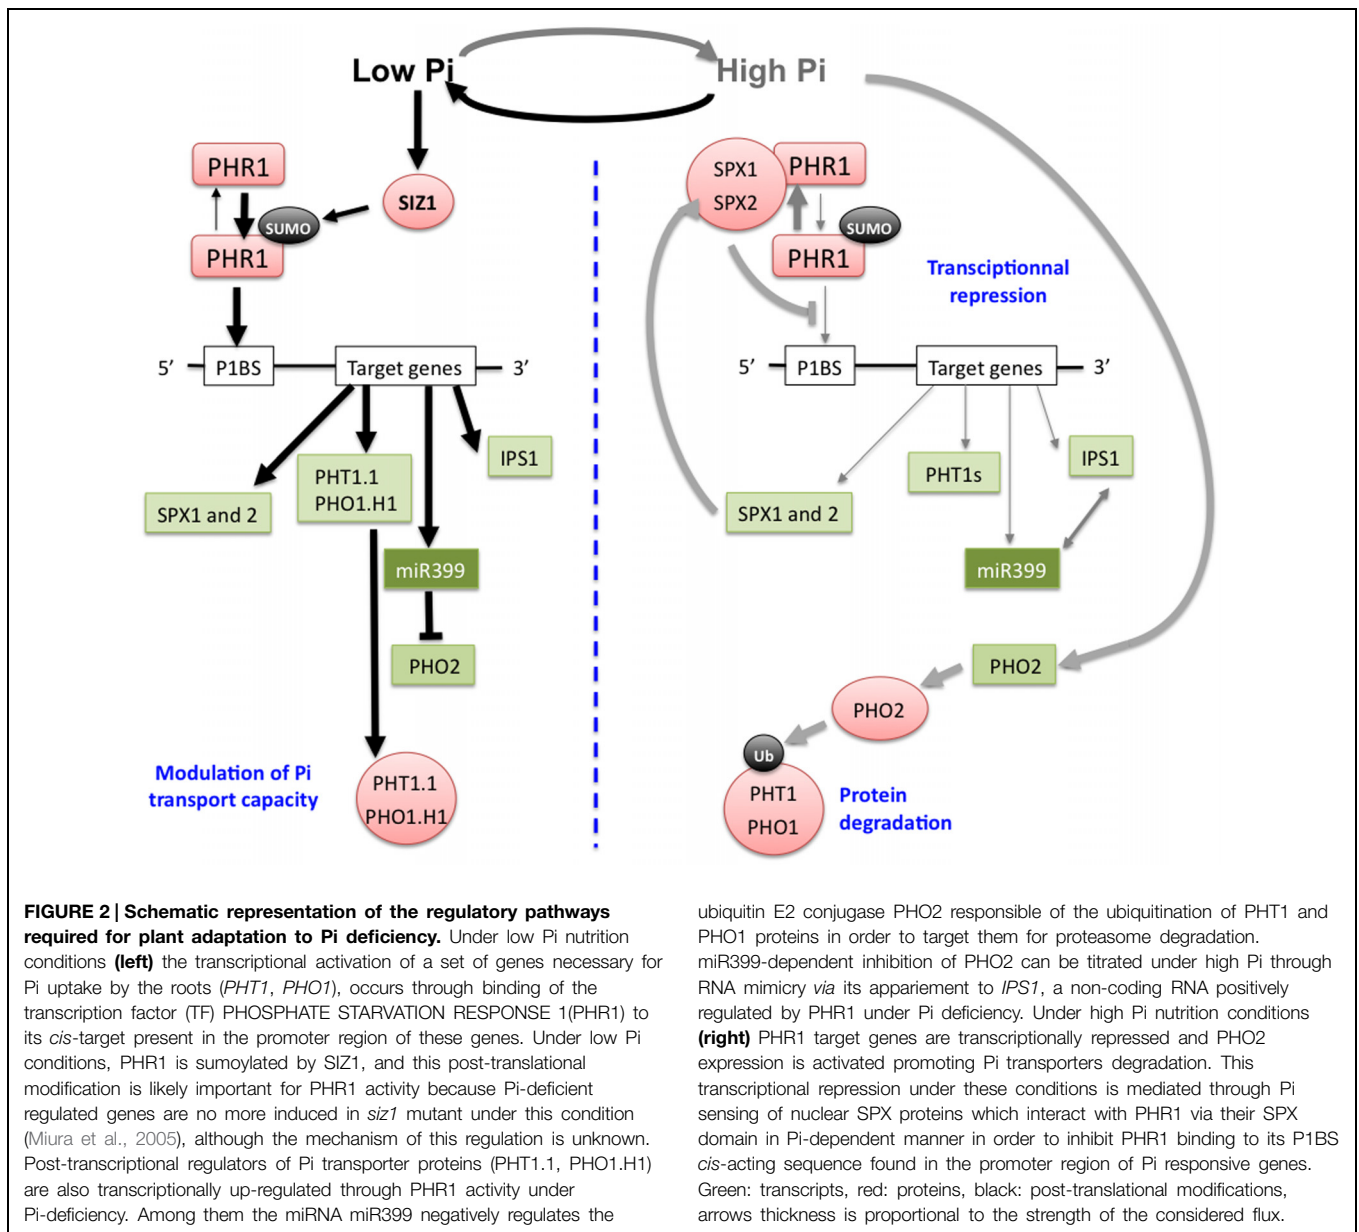 Low Pi
High Pi
PHR1
SIZ1
SUMO
PHR1
5’
P1BS
Target genes
3’
IPS1
PHT1.1
PHO1.H1
SPX1 and 2
miR399
PHO2
Modulation of Pi
transport capacity
PHT1.1
PHO1.H1
SPX1
SPX2
PHR1
SUMO
PHR1
Transciptionnal
repression
5’
P1BS
Target genes
3’
IPS1
PHT1s
SPX1 and 2
miR399
PHO2
PHO2
Ub
PHT1
PHO1
Protein
degradation
FIGURE 2 | Schematic representation of the regulatory pathways
required for plant adaptation to Pi deficiency. Under low Pi nutrition
conditions (left) the transcriptional activation of a set of genes necessary for
Pi uptake by the roots (PHT1, PHO1), occurs through binding of the
transcription factor (TF) PHOSPHATE STARVATION RESPONSE 1(PHR1) to
its cis-target present in the promoter region of these genes. Under low Pi
conditions, PHR1 is sumoylated by SIZ1, and this post-translational
modification is likely important for PHR1 activity because Pi-deficient
regulated genes are no more induced in siz1 mutant under this condition
(Miura et al., 2005), although the mechanism of this regulation is unknown.
Post-transcriptional regulators of Pi transporter proteins (PHT1.1, PHO1.H1)
are also transcriptionally up-regulated through PHR1 activity under
Pi-deficiency. Among them the miRNA miR399 negatively regulates the
ubiquitin E2 conjugase PHO2 responsible of the ubiquitination of PHT1 and
PHO1 proteins in order to target them for proteasome degradation.
miR399-dependent inhibition of PHO2 can be titrated under high Pi through
RNA mimicry via its appariement to IPS1, a non-coding RNA positively
regulated by PHR1 under Pi deficiency. Under high Pi nutrition conditions
(right) PHR1 target genes are transcriptionally repressed and PHO2
expression is activated promoting Pi transporters degradation. This
transcriptional repression under these conditions is mediated through Pi
sensing of nuclear SPX proteins which interact with PHR1 via their SPX
domain in Pi-dependent manner in order to inhibit PHR1 binding to its P1BS
cis-acting sequence found in the promoter region of Pi responsive genes.
Green: transcripts, red: proteins, black: post-translational modifications,
arrows thickness is proportional to the strength of the considered flux.